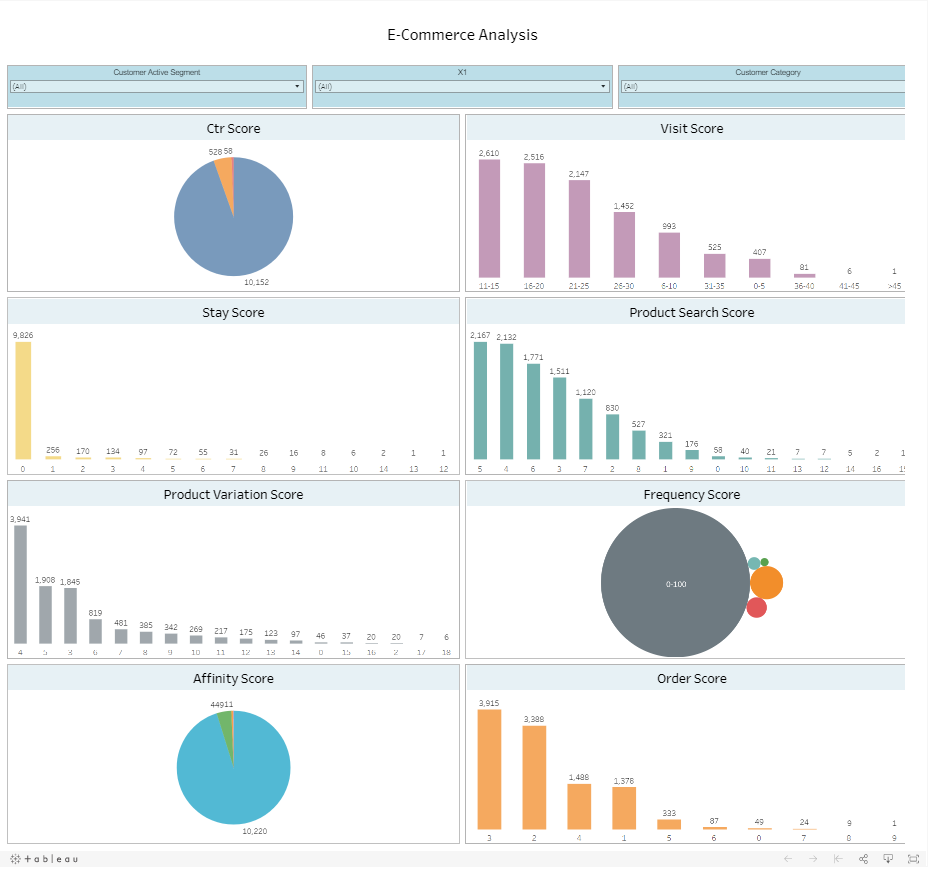 E-Commerce Analysis
Customer Active Segment
X1
Customer Category
(All)
(All)
(All)
Ctr Score
528 58
10,152
Visit Score
2,610
2,516
2,147
1,452
993
525
407
81
6
1
11-15 16-20 21-25 26-30 6-10 31-35 0-5 36-40 41-45 >45
Stay Score
9,826
256 170 134 97 72 55 31 26 16 8 6 2 1 1
0 1 2 3 4 5 6 7 8 9 11 10 14 13 12
Product Search Score
2,167 2,132
1,771
1,511
1,120
830
527
321
176
58 40 21 7 7 5 2
5 4 6 3 7 2 8 1 9 0 10 11 13 12 14 16
Product Variation Score
3,941
1,908 1,845
819
481 385 342 269 217 175 123 97 46 37 20 20 7 6
4 5 3 6 7 8 9 10 11 12 13 14 0 15 16 2 17 18
Frequency Score
0-100
Affinity Score
44911
10,220
Order Score
3,915
3,388
1,488
1,378
333
87
49
24
9
1
3 2 4 1 5 6 0 7 8 9
+ableau